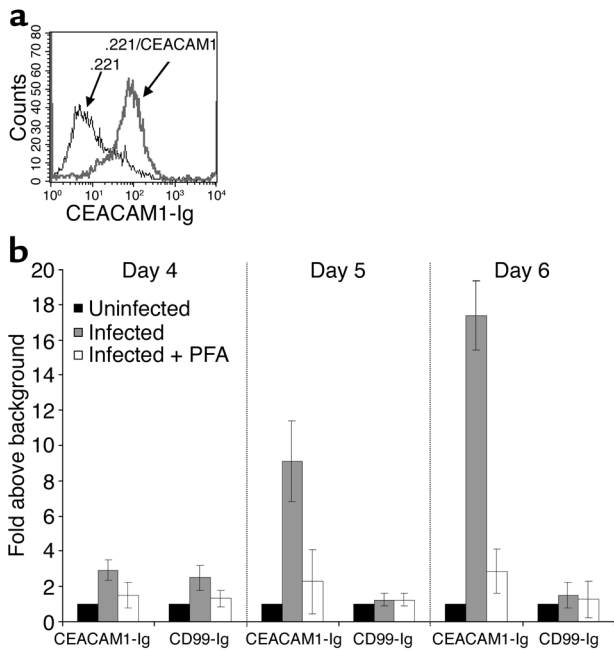 a
Counts
80
70
60
50
40
30
20
10
0
.221/CEACAM1
.221
10⁰ 10¹ 10² 10³ 10⁴
CEACAM1-Ig
b
Fold above background
20
18
16
14
12
10
8
6
4
2
0
Day 4 Day 5 Day 6
Uninfected
Infected
Infected + PFA
CEACAM1-Ig CD99-Ig CEACAM1-Ig CD99-Ig CEACAM1-Ig CD99-Ig